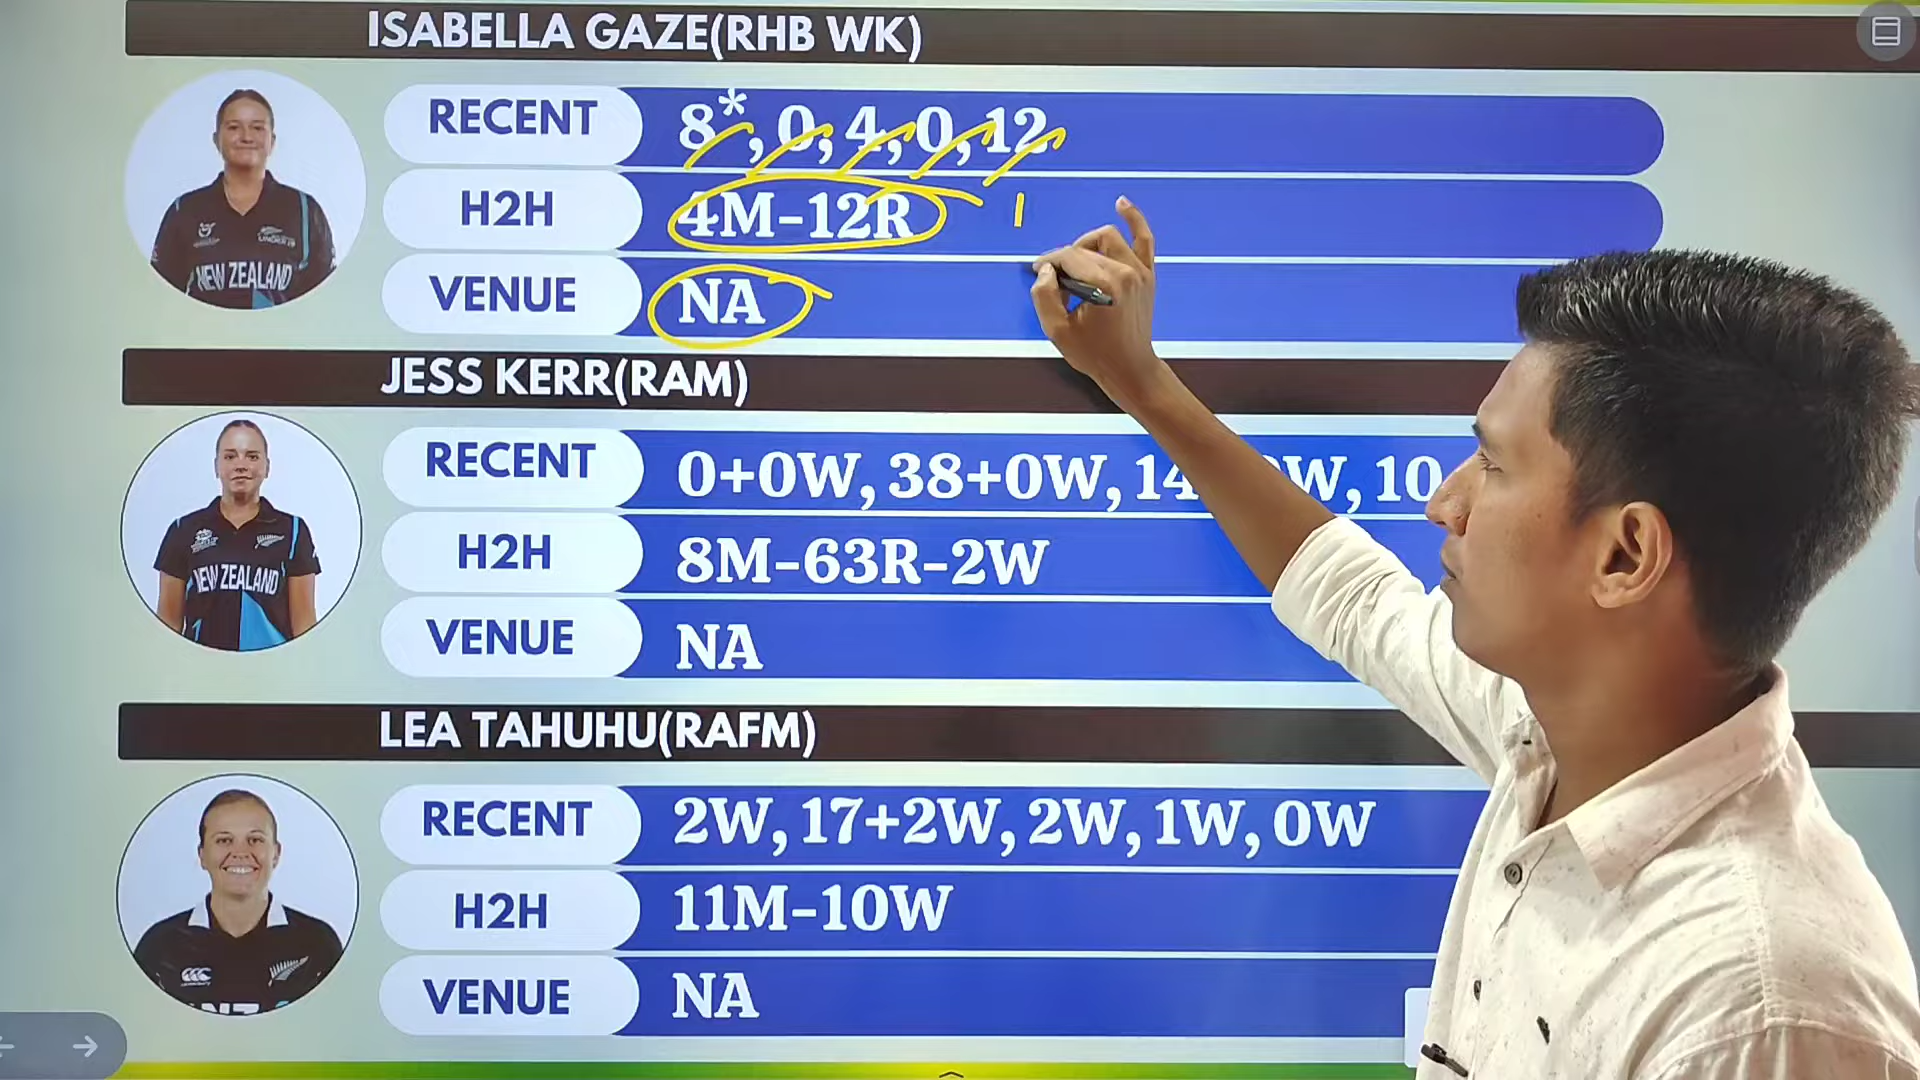 ISABELLA GAZE(RHB WK)
RECENT 8*, 0, 4, 0, 12
H2H 4M-12R
VENUE NA
NEW ZEALAND
JESS KERR(RAM)
RECENT 0+0W, 38+0W, 14 W, 10
H2H 8M-63R-2W
VENUE NA
NEW ZEALAND
LEA TAHUHU(RAFM)
RECENT 2W, 17+2W, 2W, 1W, 0W
H2H 11M-10W
VENUE NA